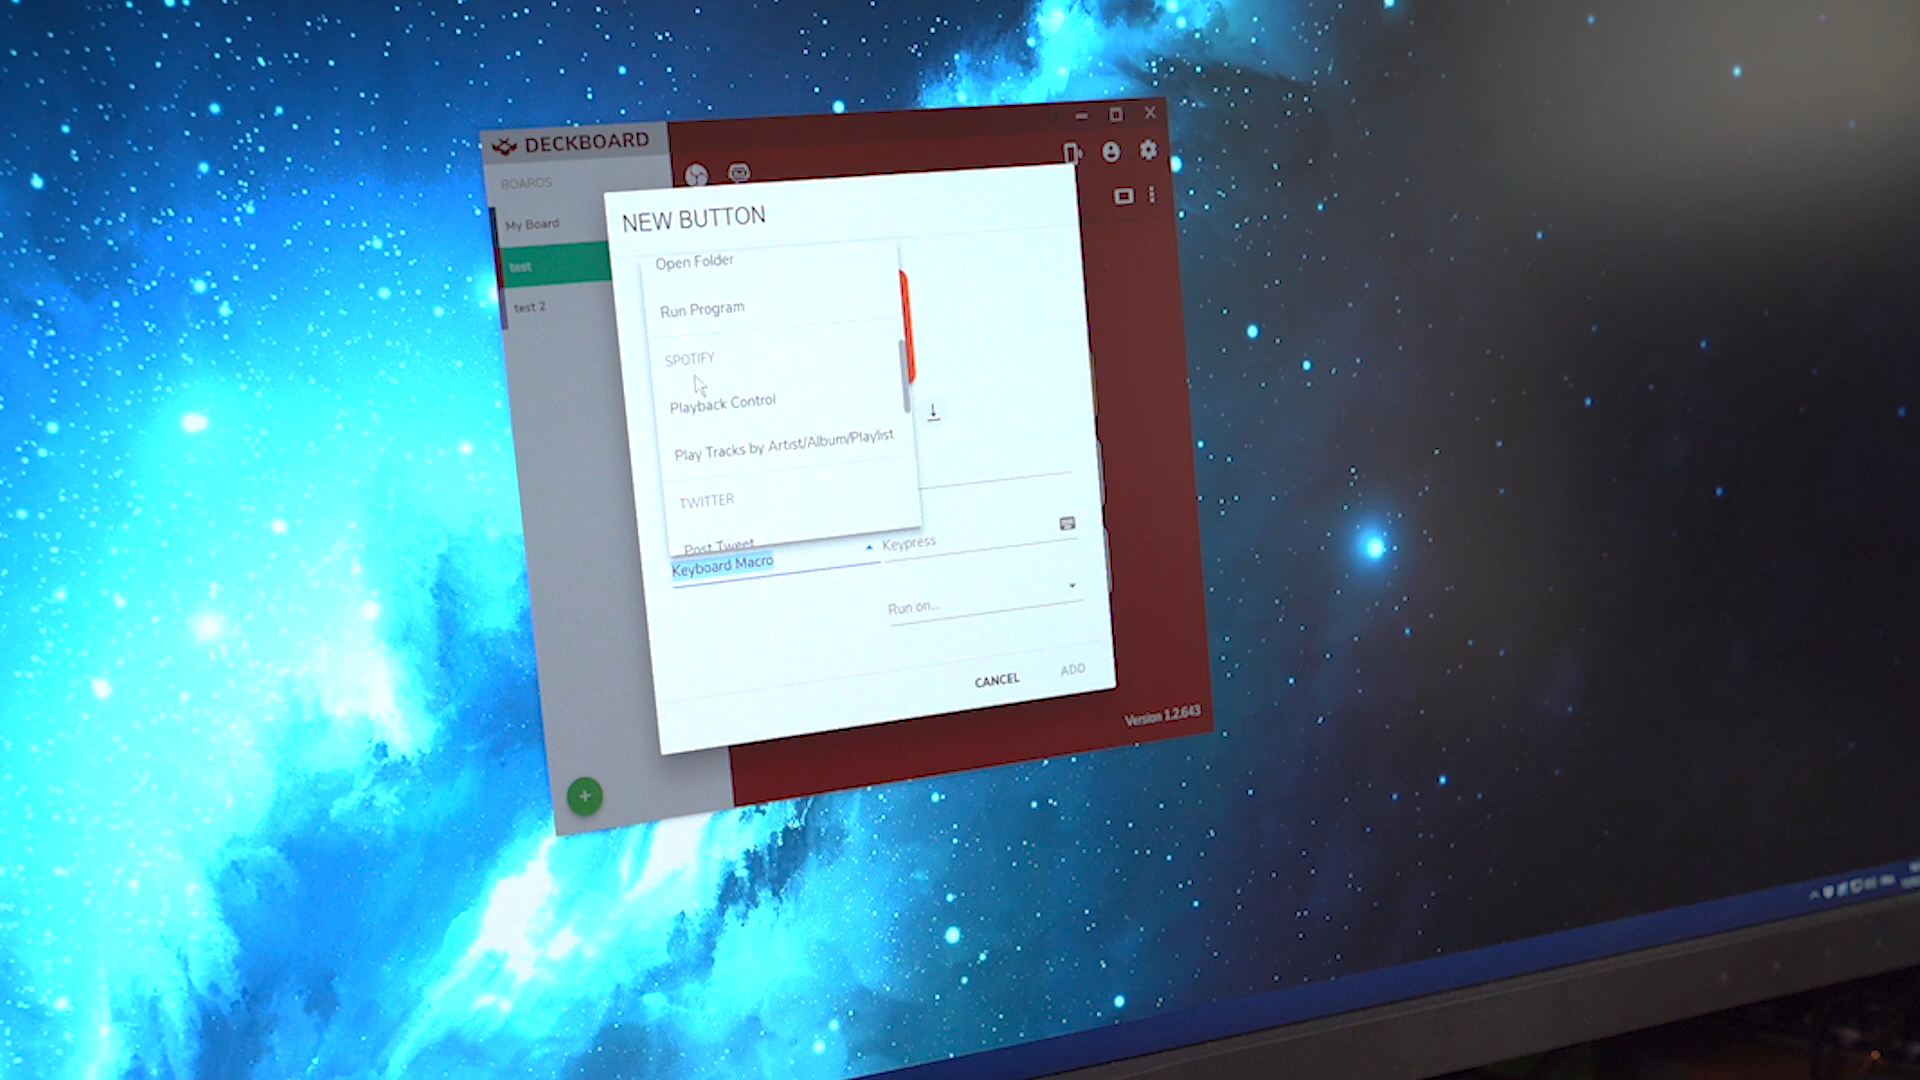 DECKBOARD
BOARDS
My Board
test
test 2
NEW BUTTON
Open Folder
Run Program
SPOTIFY
Playback Control
Play Tracks by Artist/Album/Playlist
TWITTER
Post Tweet
Keyboard Macro
Keypress
Run on...
CANCEL
ADD
Version 1.2.643